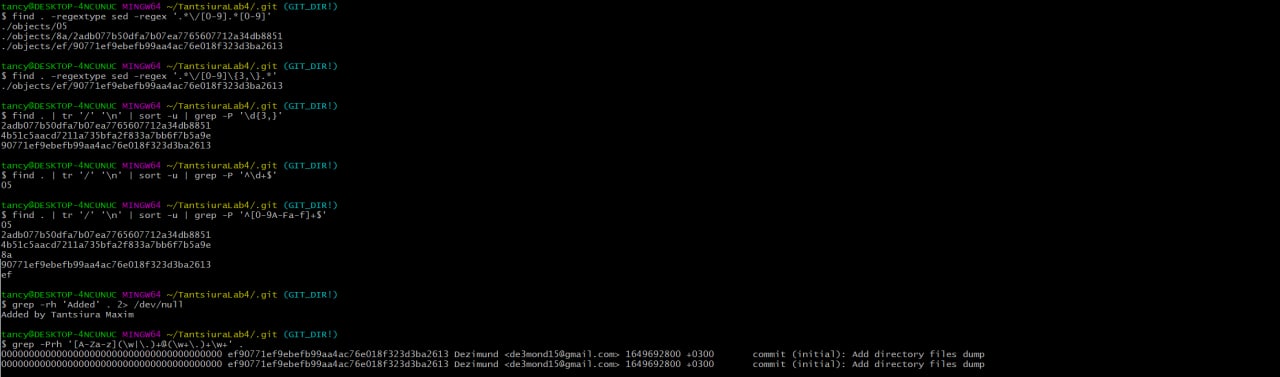 tancy@DESKTOP-4NCUNUC MINGW64 ~/TantsiuraLab4/.git (GIT_DIR!)
$ find . -regextype sed -regex '.*\/[0-9].*[0-9]'
./objects/05
./objects/8a/2adb077b50dfa7b07ea7765607712a34db8851
./objects/ef/90771ef9ebefb99aa4ac76e018f323d3ba2613
tancy@DESKTOP-4NCUNUC MINGW64 ~/TantsiuraLab4/.git (GIT_DIR!)
$ find . -regextype sed -regex '.*\/[0-9]\{3,\}.*'
./objects/ef/90771ef9ebefb99aa4ac76e018f323d3ba2613
tancy@DESKTOP-4NCUNUC MINGW64 ~/TantsiuraLab4/.git (GIT_DIR!)
$ find . | tr '/' '\n' | sort -u | grep -P '\d{3,}'
2adb077b50dfa7b07ea7765607712a34db8851
4b51c5aacd7211a735bfa2f833a7bb6f7b5a9e
90771ef9ebefb99aa4ac76e018f323d3ba2613
tancy@DESKTOP-4NCUNUC MINGW64 ~/TantsiuraLab4/.git (GIT_DIR!)
$ find . | tr '/' '\n' | sort -u | grep -P '^\d+$'
05
tancy@DESKTOP-4NCUNUC MINGW64 ~/TantsiuraLab4/.git (GIT_DIR!)
$ find . | tr '/' '\n' | sort -u | grep -P '^[0-9A-Fa-f]+$'
05
2adb077b50dfa7b07ea7765607712a34db8851
4b51c5aacd7211a735bfa2f833a7bb6f7b5a9e
8a
90771ef9ebefb99aa4ac76e018f323d3ba2613
ef
tancy@DESKTOP-4NCUNUC MINGW64 ~/TantsiuraLab4/.git (GIT_DIR!)
$ grep -rh 'Added' . 2> /dev/null
Added by Tantsiura Maxim
tancy@DESKTOP-4NCUNUC MINGW64 ~/TantsiuraLab4/.git (GIT_DIR!)
$ grep -Prh '[A-Za-z](\w|\.)+@(\w+\.)+\w+' .
0000000000000000000000000000000000000000 ef90771ef9ebefb99aa4ac76e018f323d3ba2613 Dezimund <de3mond15@gmail.com> 1649692800 +0300 commit (initial): Add directory files dump
0000000000000000000000000000000000000000 ef90771ef9ebefb99aa4ac76e018f323d3ba2613 Dezimund <de3mond15@gmail.com> 1649692800 +0300 commit (initial): Add directory files dump